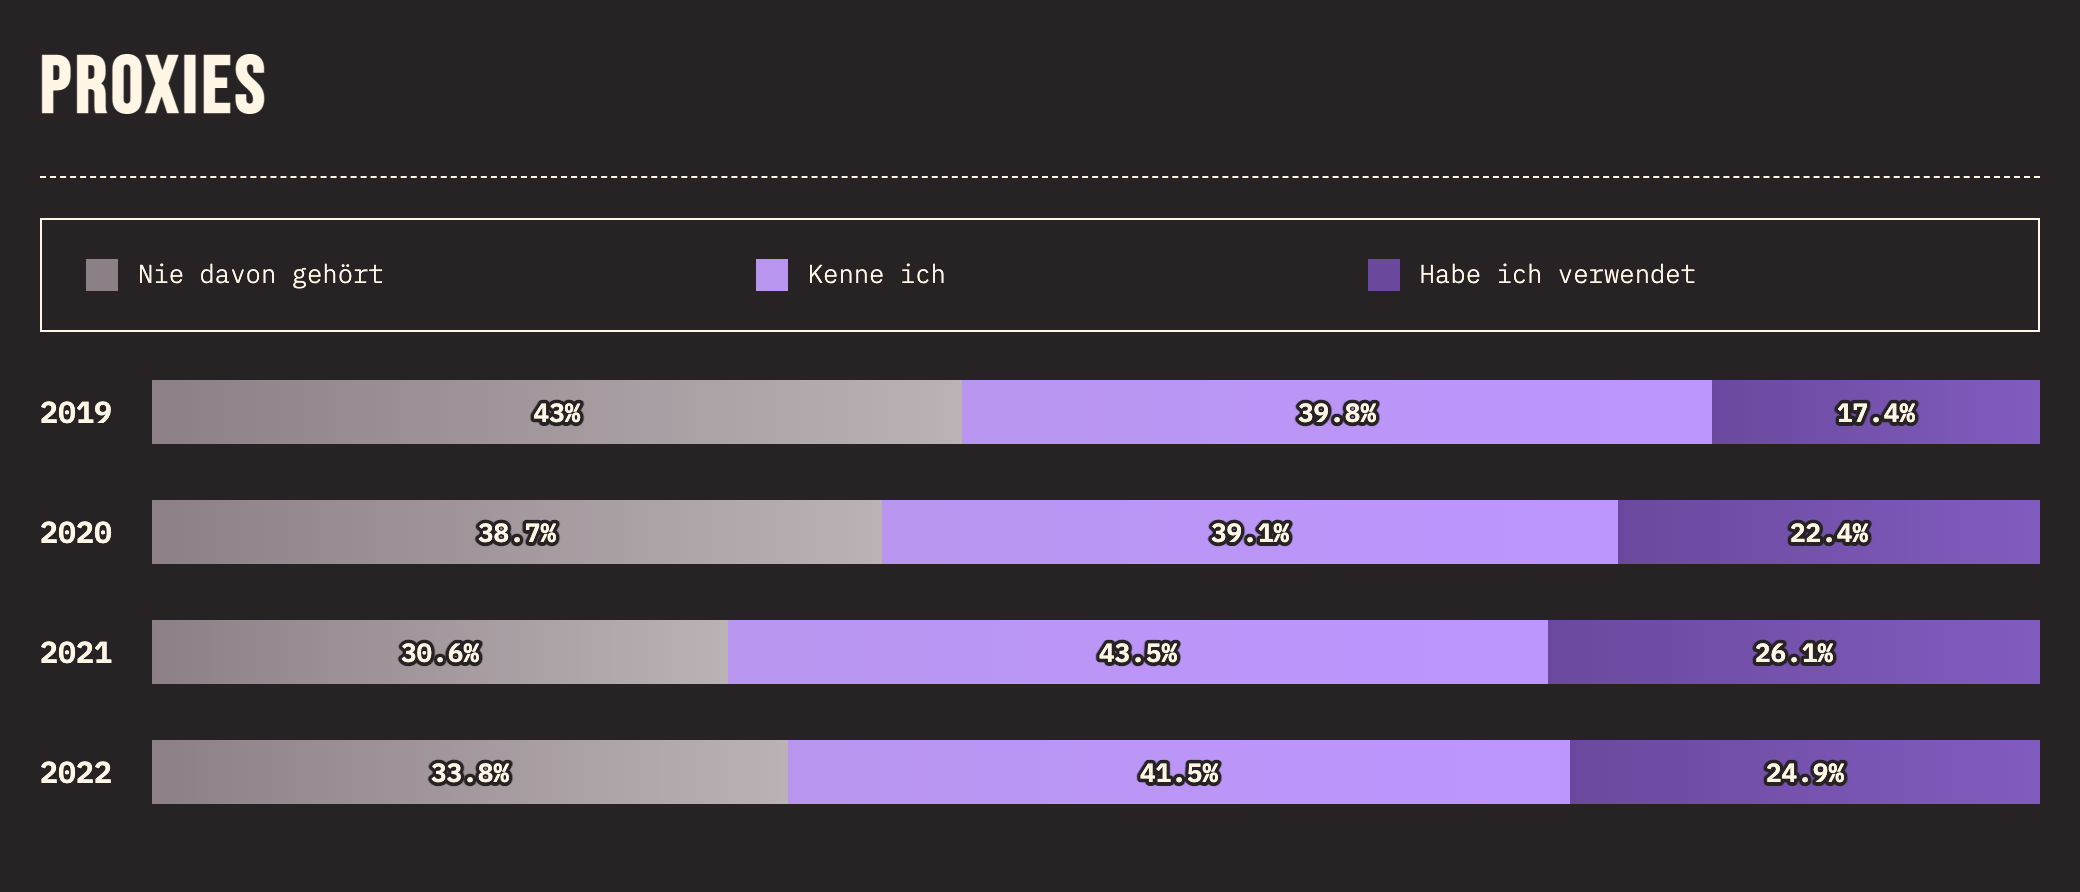 PROXIES
Nie davon gehört Kenne ich Habe ich verwendet
2019 43% 39.8% 17.4%
2020 38.7% 39.1% 22.4%
2021 30.6% 43.5% 26.1%
2022 33.8% 41.5% 24.9%